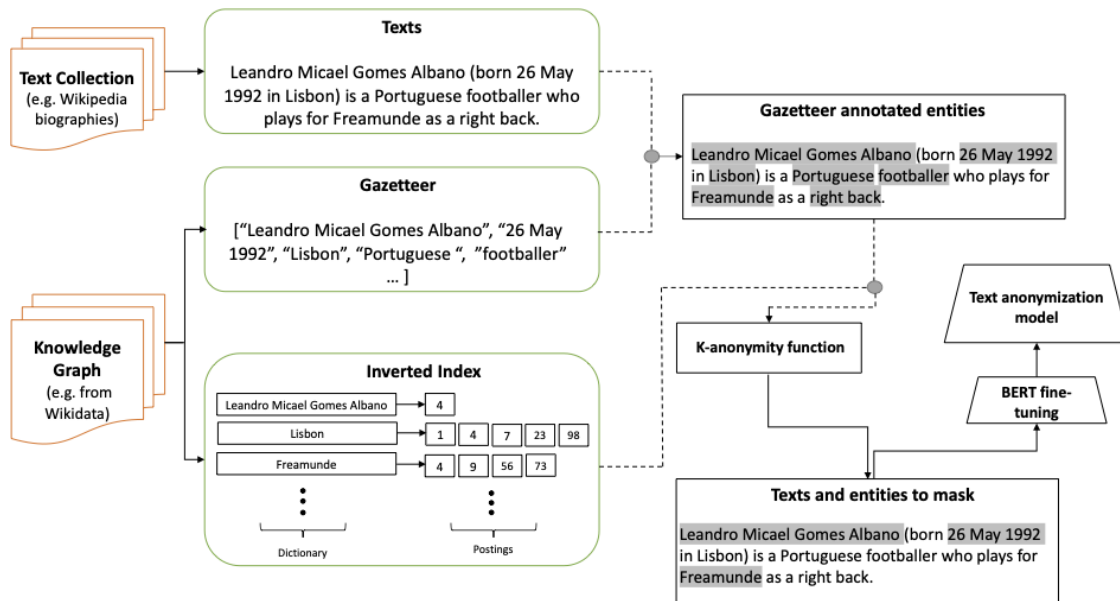 Text Collection
(e.g. Wikipedia
biographies)
Texts
Leandro Micael Gomes Albano (born 26 May
1992 in Lisbon) is a Portuguese footballer who
plays for Freamunde as a right back.
Gazetteer
[“Leandro Micael Gomes Albano”, “26 May
1992”, “Lisbon”, “Portuguese “, ”footballer”
… ]
Knowledge
Graph
(e.g. from
Wikidata)
Inverted Index
Leandro Micael Gomes Albano 4
Lisbon 1 4 7 23 98
Freamunde 4 9 56 73
Dictionary
Postings
Gazetteer annotated entities
Leandro Micael Gomes Albano (born 26 May 1992
in Lisbon) is a Portuguese footballer who plays for
Freamunde as a right back.
K-anonymity function
Text anonymization
model
BERT fine-
tuning
Texts and entities to mask
Leandro Micael Gomes Albano (born 26 May 1992
in Lisbon) is a Portuguese footballer who plays for
Freamunde as a right back.